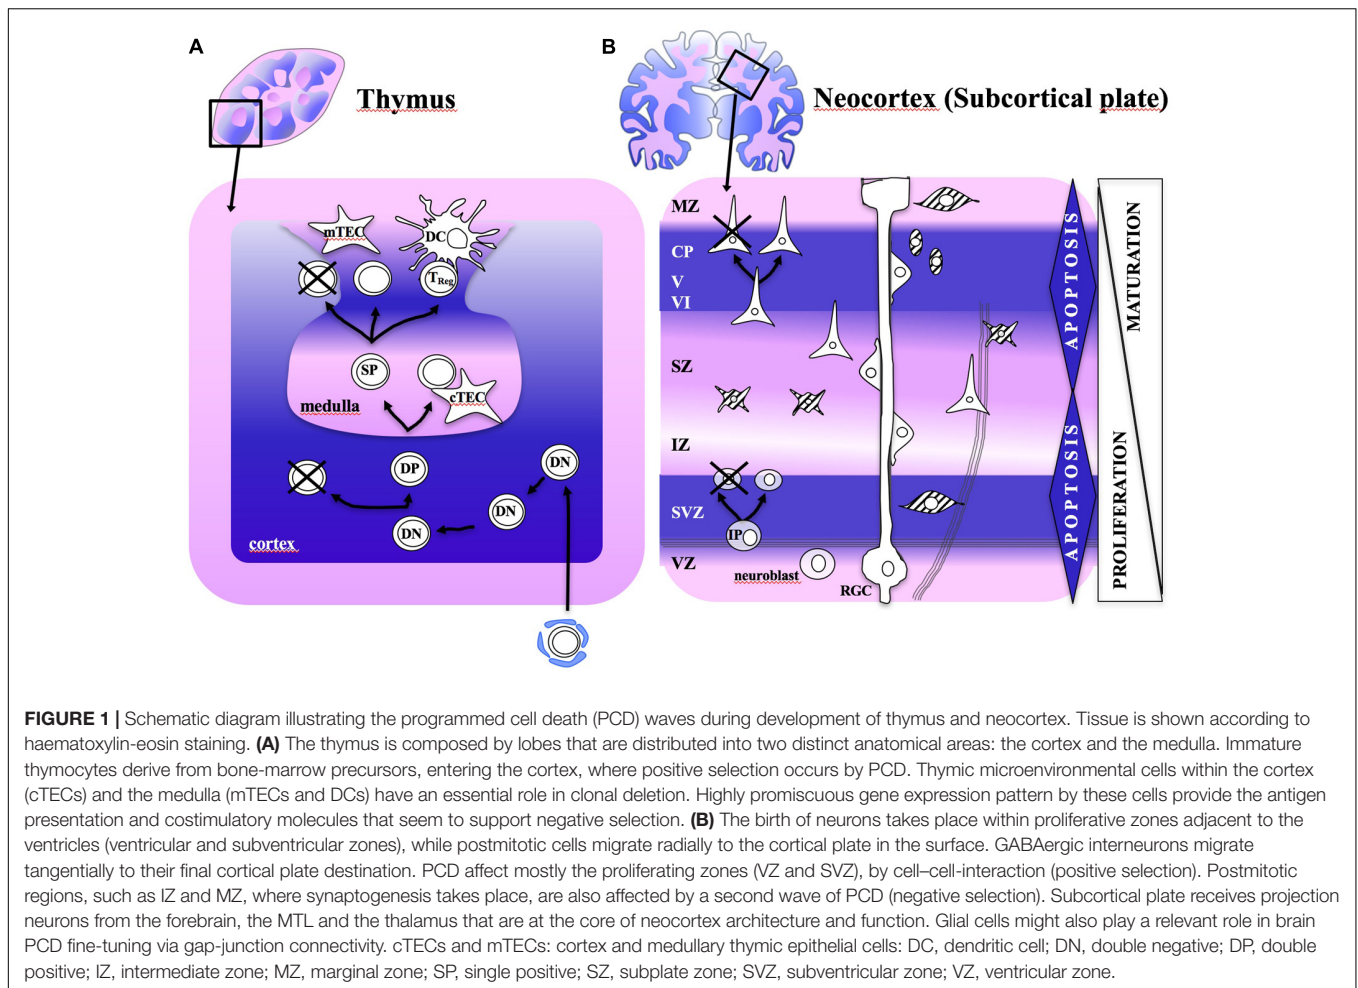 A
Thymus
mTEC
DC
TReg
SP
cTEC
medulla
DP
DN
DN
DN
cortex
B
Neocortex (Subcortical plate)
MZ
CP
V
VI
SZ
IZ
SVZ
IP
VZ
neuroblast
RGC
APOPTOSIS
APOPTOSIS
MATURATION
PROLIFERATION
FIGURE 1 | Schematic diagram illustrating the programmed cell death (PCD) waves during development of thymus and neocortex. Tissue is shown according to
haematoxylin-eosin staining. (A) The thymus is composed by lobes that are distributed into two distinct anatomical areas: the cortex and the medulla. Immature
thymocytes derive from bone-marrow precursors, entering the cortex, where positive selection occurs by PCD. Thymic microenvironmental cells within the cortex
(cTECs) and the medulla (mTECs and DCs) have an essential role in clonal deletion. Highly promiscuous gene expression pattern by these cells provide the antigen
presentation and costimulatory molecules that seem to support negative selection. (B) The birth of neurons takes place within proliferative zones adjacent to the
ventricles (ventricular and subventricular zones), while postmitotic cells migrate radially to the cortical plate in the surface. GABAergic interneurons migrate
tangentially to their final cortical plate destination. PCD affect mostly the proliferating zones (VZ and SVZ), by cell–cell-interaction (positive selection). Postmitotic
regions, such as IZ and MZ, where synaptogenesis takes place, are also affected by a second wave of PCD (negative selection). Subcortical plate receives projection
neurons from the forebrain, the MTL and the thalamus that are at the core of neocortex architecture and function. Glial cells might also play a relevant role in brain
PCD fine-tuning via gap-junction connectivity. cTECs and mTECs: cortex and medullary thymic epithelial cells: DC, dendritic cell; DN, double negative; DP, double
positive; IZ, intermediate zone; MZ, marginal zone; SP, single positive; SZ, subplate zone; SVZ, subventricular zone; VZ, ventricular zone.